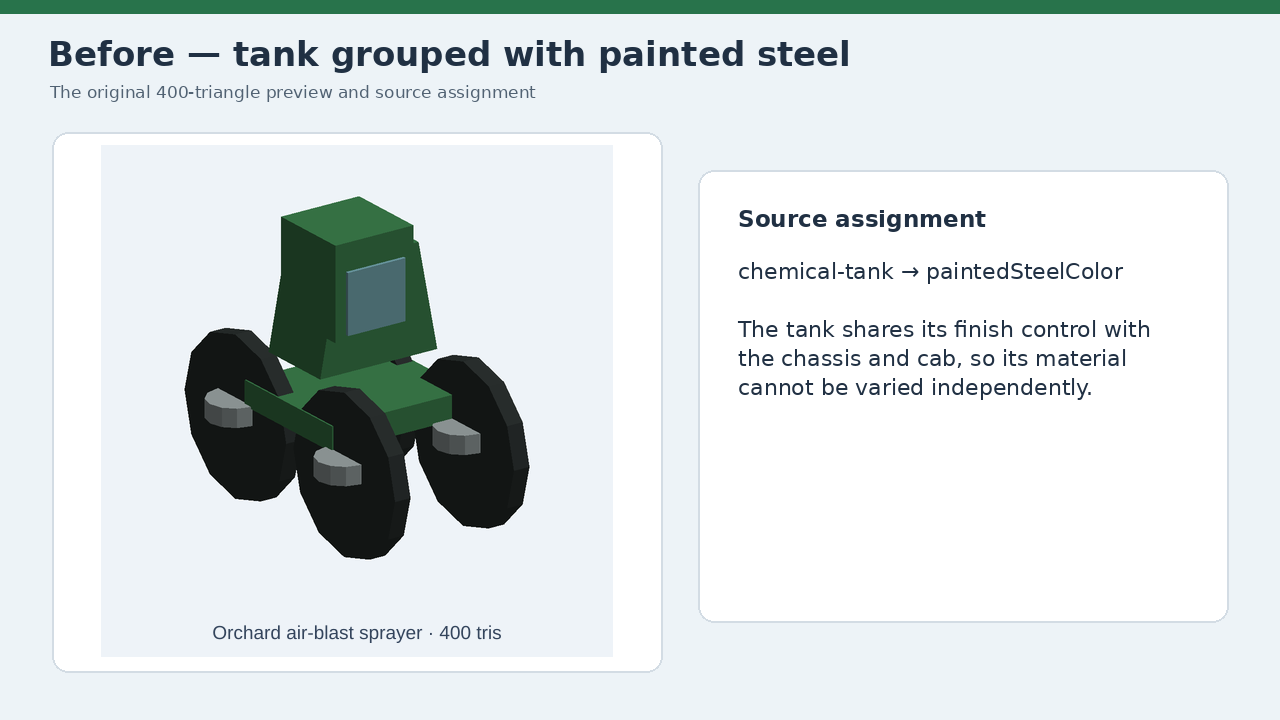 Before — tank grouped with painted steel
The original 400-triangle preview and source assignment
Source assignment
chemical-tank → paintedSteelColor
The tank shares its finish control with
the chassis and cab, so its material
cannot be varied independently.
Orchard air-blast sprayer · 400 tris